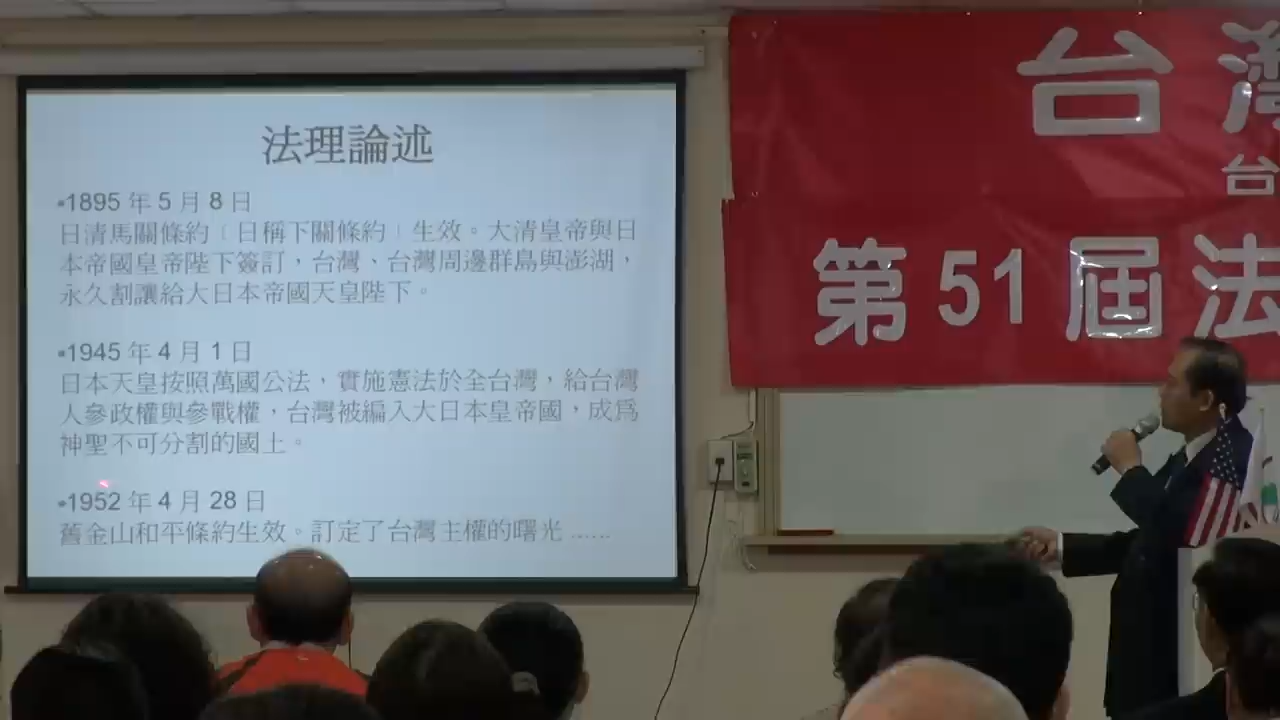 法理論述
▪1895 年 5 月 8 日
日清馬關條約﹝日稱下關條約﹞生效。大清皇帝與日
本帝國皇帝陛下簽訂，台灣、台灣周邊群島與澎湖，
永久割讓給大日本帝國天皇陛下。
▪1945 年 4 月 1 日
日本天皇按照萬國公法，實施憲法於全台灣，給台灣
人參政權與參戰權，台灣被編入大日本皇帝國，成為
神聖不可分割的國土。
▪1952 年 4 月 28 日
舊金山和平條約生效。訂定了台灣主權的曙光 ......
台灣
台
第51屆法